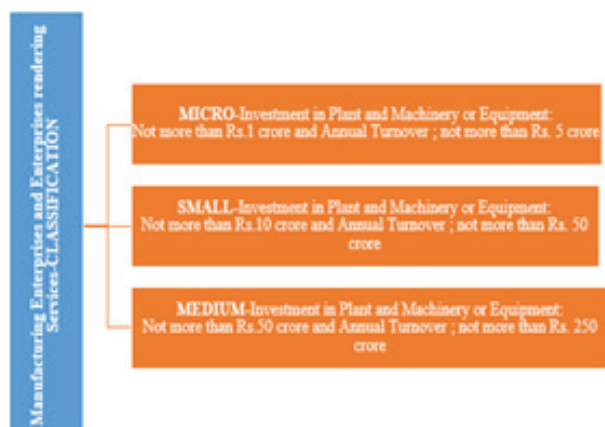 Manufacturing Enterprises and Enterprises rendering
Services-CLASSIFICATION
MICRO-Investment in Plant and Machinery or Equipment:
Not more than Rs.1 crore and Annual Turnover ; not more than Rs. 5 crore
SMALL-Investment in Plant and Machinery or Equipment:
Not more than Rs.10 crore and Annual Turnover ; not more than Rs. 50
crore
MEDIUM-Investment in Plant and Machinery or Equipment:
Not more than Rs.50 crore and Annual Turnover ; not more than Rs. 250
crore